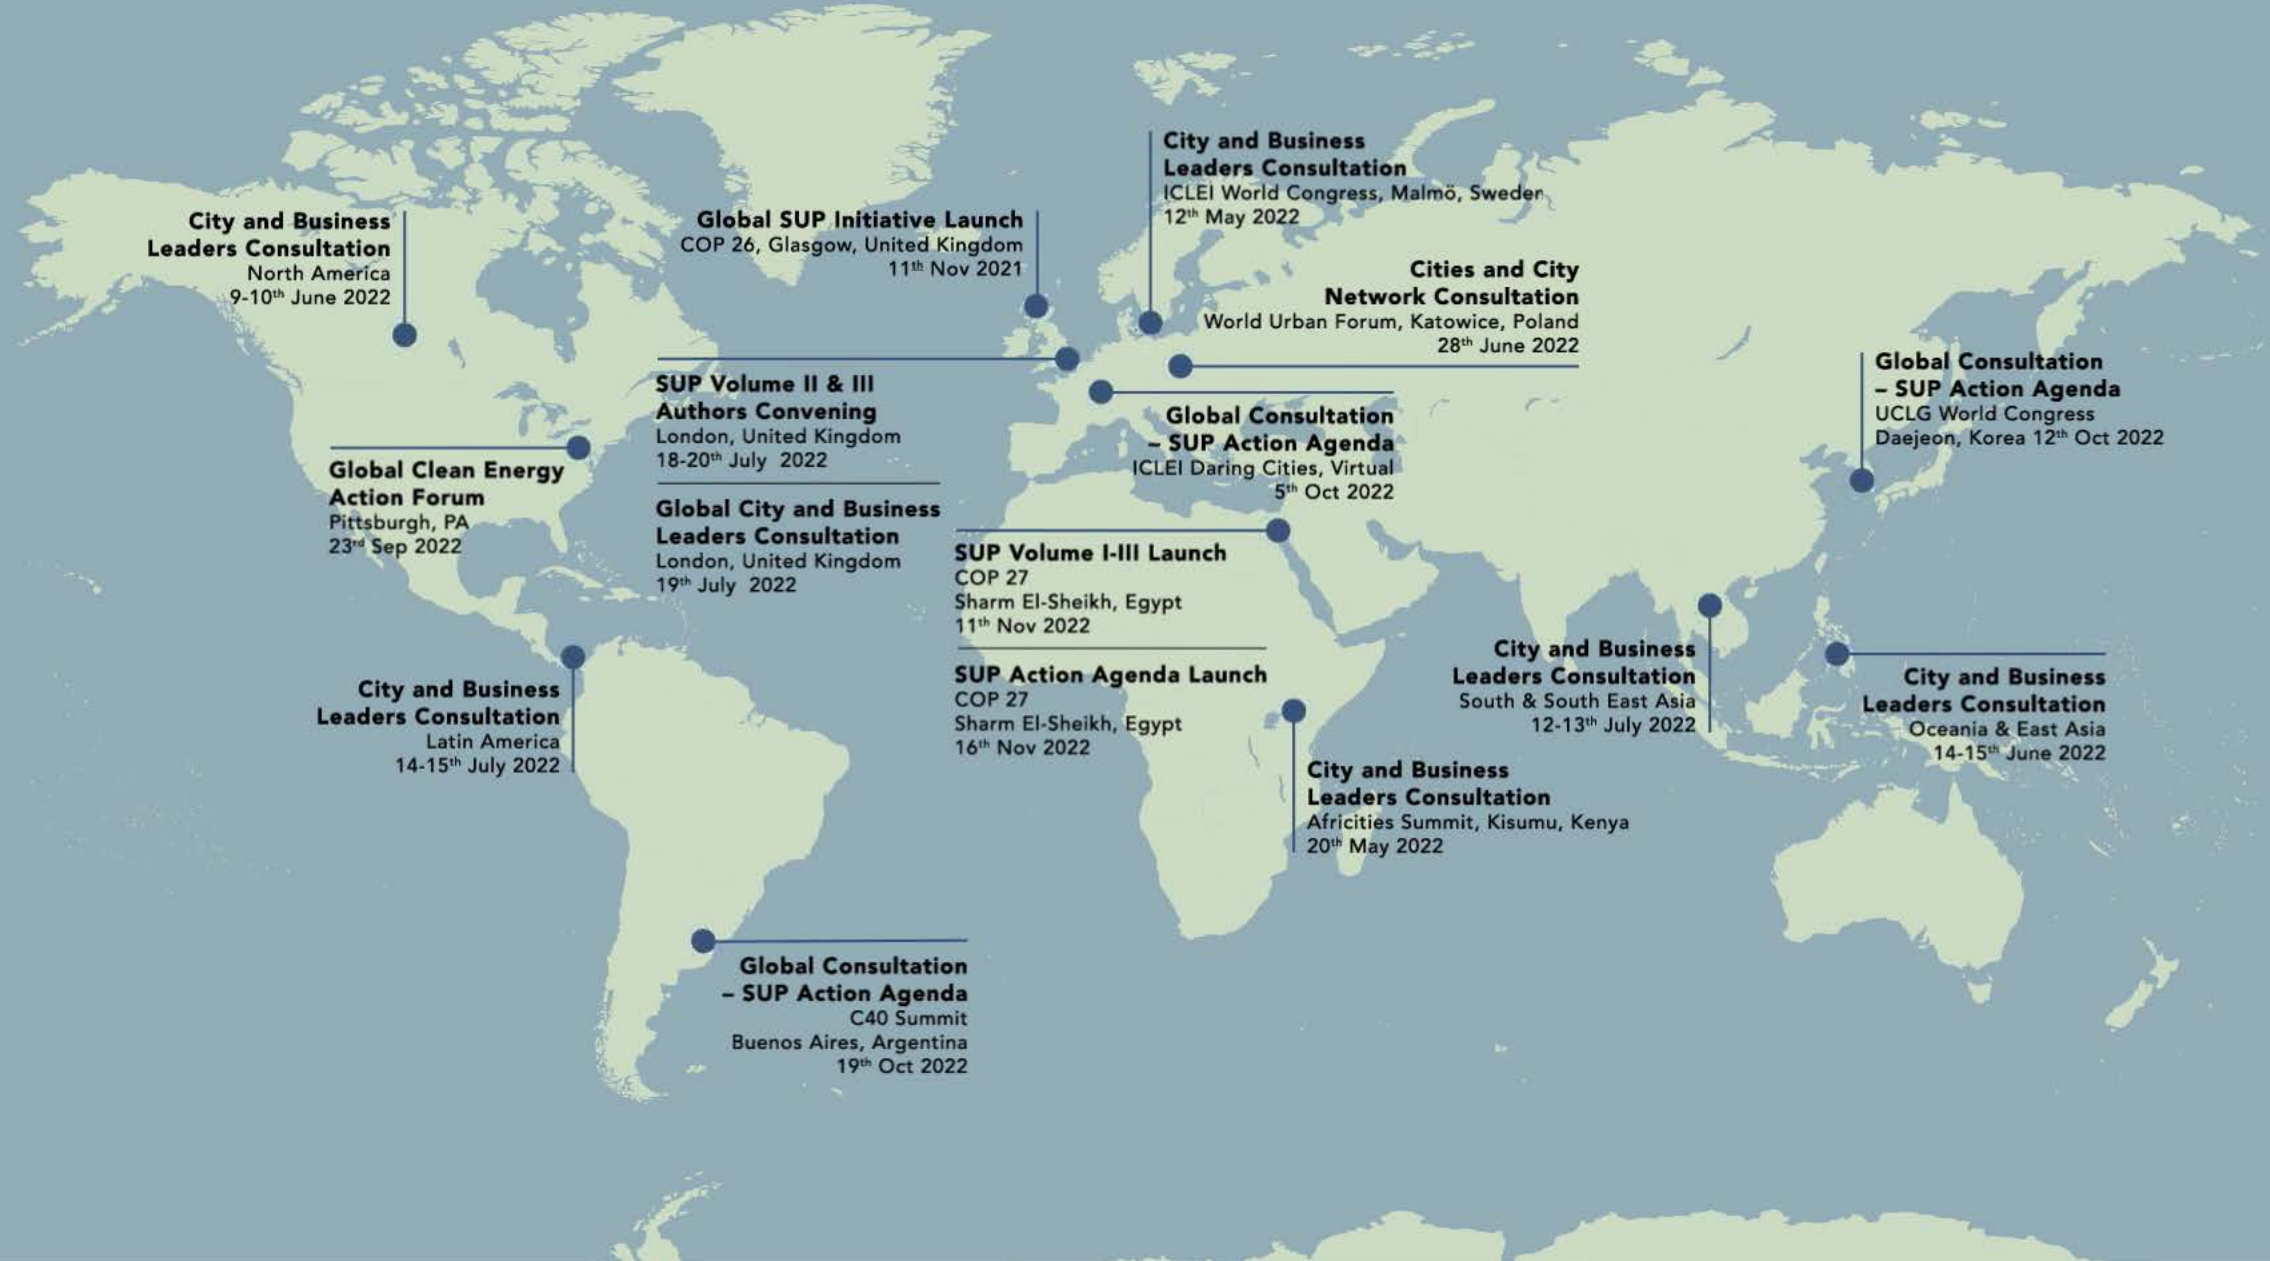 City and Business
Leaders Consultation
North America
9-10th June 2022
Global SUP Initiative Launch
COP 26, Glasgow, United Kingdom
11th Nov 2021
City and Business
Leaders Consultation
ICLEI World Congress, Malmö, Sweden
12th May 2022
Cities and City
Network Consultation
World Urban Forum, Katowice, Poland
28th June 2022
Global Consultation
– SUP Action Agenda
UCLG World Congress
Daejeon, Korea 12th Oct 2022
SUP Volume II & III
Authors Convening
London, United Kingdom
18-20th July 2022
Global City and Business
Leaders Consultation
London, United Kingdom
19th July 2022
Global Consultation
– SUP Action Agenda
ICLEI Daring Cities, Virtual
5th Oct 2022
Global Clean Energy
Action Forum
Pittsburgh, PA
23rd Sep 2022
SUP Volume I-III Launch
COP 27
Sharm El-Sheikh, Egypt
11th Nov 2022
SUP Action Agenda Launch
COP 27
Sharm El-Sheikh, Egypt
16th Nov 2022
City and Business
Leaders Consultation
South & South East Asia
12-13th July 2022
City and Business
Leaders Consultation
Oceania & East Asia
14-15th June 2022
City and Business
Leaders Consultation
Latin America
14-15th July 2022
City and Business
Leaders Consultation
Africities Summit, Kisumu, Kenya
20th May 2022
Global Consultation
– SUP Action Agenda
C40 Summit
Buenos Aires, Argentina
19th Oct 2022